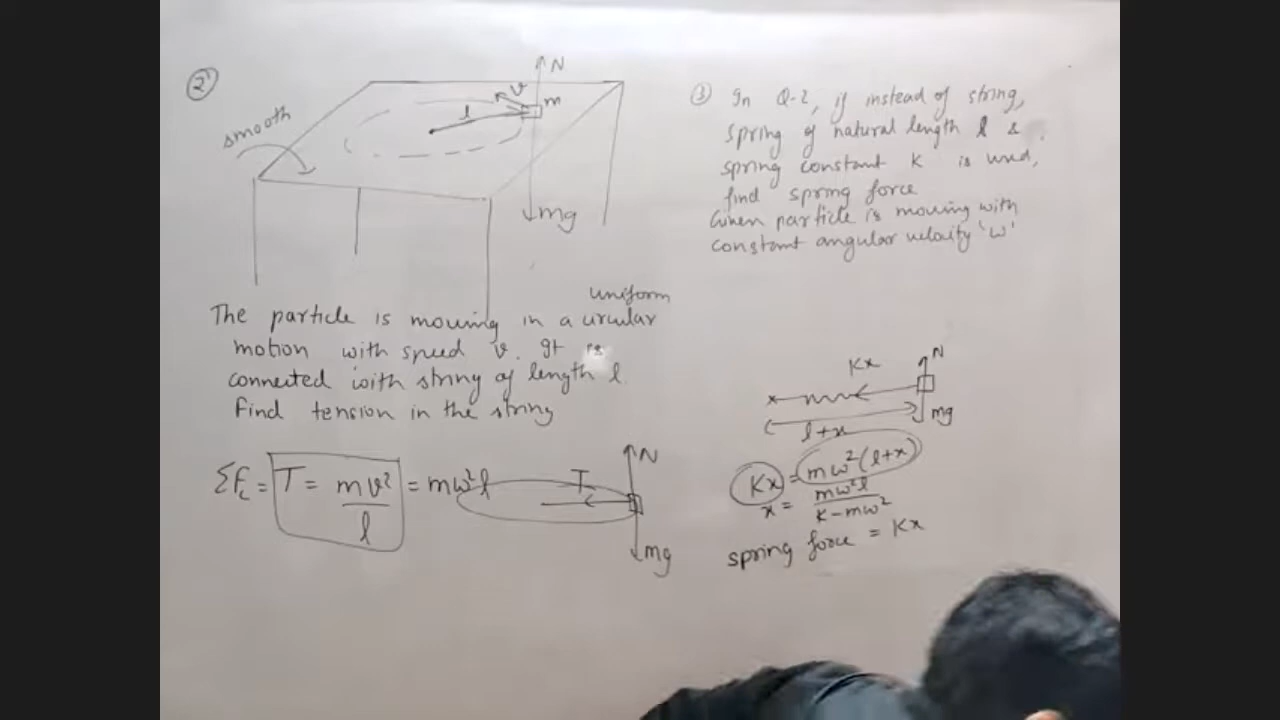 2
smooth
l
v
N
m
mg
The particle is moving in a uniform circular
motion with speed v. It is
connected with string of length l.
Find tension in the string
ΣFc = T = mv²/l = mω²l
T
N
mg
3 In Q-2, if instead of string,
spring of natural length l &
spring constant K is used,
find spring force
Given particle is moving with
constant angular velocity 'ω'
Kx
N
mg
l+x
Kx = mω²(l+x)
x = mω²l/K-mω²
spring force = Kx